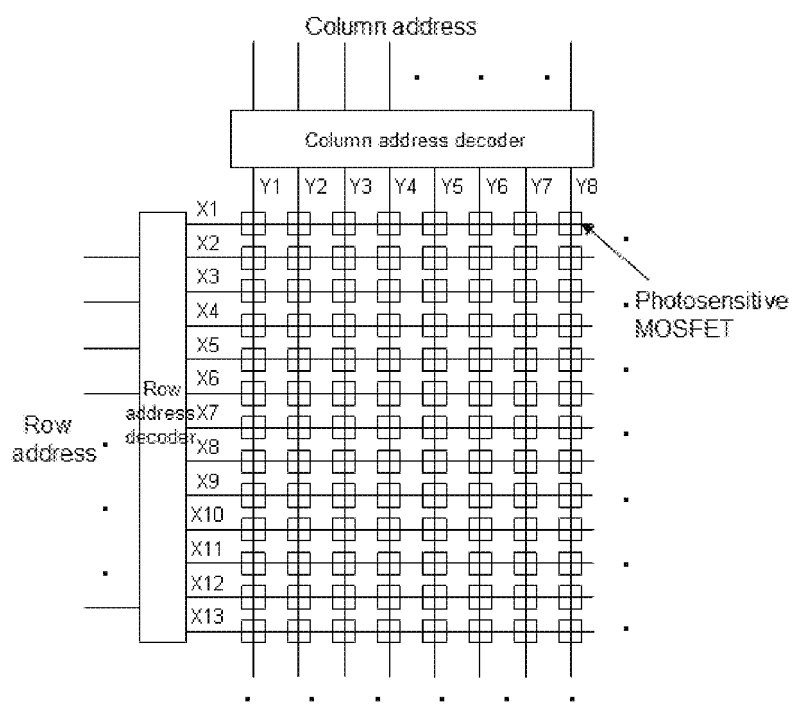 Column address
Column address decoder
Y1 Y2 Y3 Y4 Y5 Y6 Y7 Y8
X1
X2
X3
X4
X5
X6
X7
X8
X9
X10
X11
X12
X13
Photosensitive
MOSFET
Row
address
decoder
Row
address